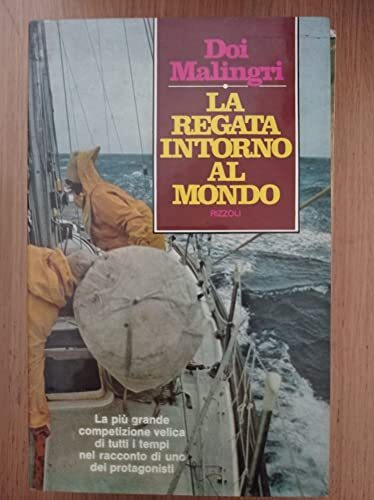 Doi
Malingri
LA
REGATA
INTORNO
AL
MONDO
RIZZOLI
La più grande
competizione velica
di tutti i tempi
nel racconto di uno
dei protagonisti